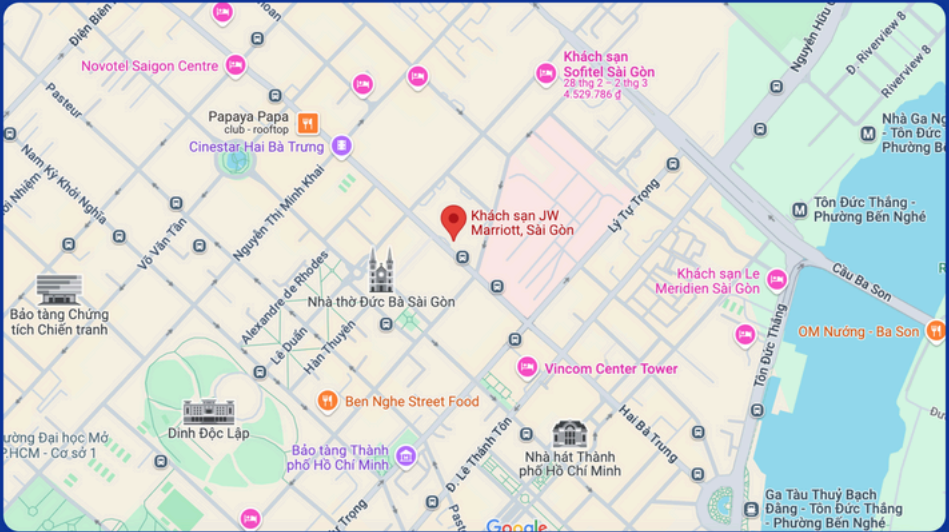 Điện Biên
oan
Nguyễn Hữu C
Đ. Riverview 8
Riverview 8
Novotel Saigon Centre
Khách sạn
Sofitel Sài Gòn
28 thg 2 – 2 thg 3
4.529.786 ₫
Pasteur
Papaya Papa
club - rooftop
Cinestar Hai Bà Trưng
Nhà Ga Ng
- Tôn Đức
Phường B
Nam Kỳ Khởi Nghĩa
Nguyễn Thị Minh Khai
Lý Tự Trọng
Võ Văn Tần
Khách sạn JW
Marriott, Sài Gòn
Tôn Đức Thắng -
Phường Bến Nghé
Alexandre de Rhodes
Nhà thờ Đức Bà Sài Gòn
Khách sạn Le
Meridien Sài Gòn
Cầu Ba Son
Bảo tàng Chứng
tích Chiến tranh
Lê Duẩn
Hàn Thuyên
Tôn Đức Thắng
OM Nướng - Ba Son
Vincom Center Tower
Ben Nghe Street Food
Dinh Độc Lập
Hai Bà Trưng
ường Đại học Mở
P.HCM - Cơ sở 1
Bảo tàng Thành
phố Hồ Chí Minh
Đ. Lê Thánh Tôn
Nhà hát Thành
phố Hồ Chí Minh
Ga Tàu Thuỷ Bạch
Đằng - Tôn Đức Thắng
- Phường Bến Nghé
Google